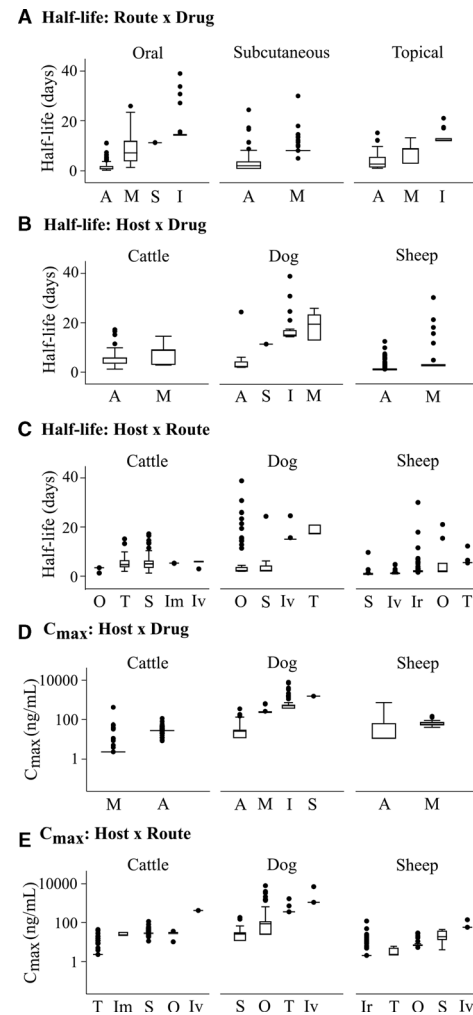 A Half-life: Route x Drug
Oral Subcutaneous Topical
Half-life (days)
40
20
0
A M S I A M A M I
B Half-life: Host x Drug
Cattle Dog Sheep
Half-life (days)
40
20
0
A M A S I M A M
C Half-life: Host x Route
Cattle Dog Sheep
Half-life (days)
40
20
0
O T S Im Iv O S Iv T S Iv Ir O T
D Cmax: Host x Drug
Cattle Dog Sheep
Cmax (ng/mL)
10000
100
1
M A A M I S A M
E Cmax: Host x Route
Cattle Dog Sheep
Cmax (ng/mL)
10000
100
1
T Im S O Iv S O T Iv Ir T O S Iv